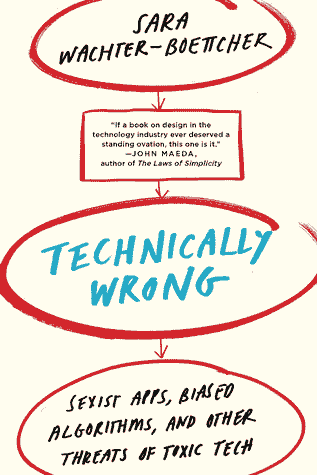 SARA
WACHTER-BOETTCHER
"If a book on design in the
technology industry ever deserved a
standing ovation, this one is it."
—JOHN MAEDA,
author of The Laws of Simplicity
TECHNICALLY
WRONG
SEXIST APPS, BIASED
ALGORITHMS, AND OTHER
THREATS OF TOXIC TECH